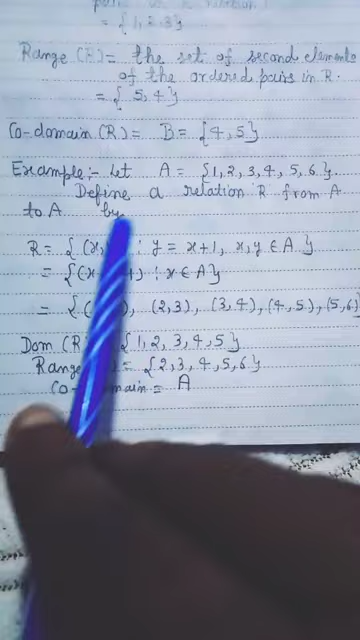 = {1,2,3}
Range (R) = the set of second elements
of the ordered pairs in R.
= {5,4}
Co-domain (R) = B = {4,5}
Example:- Let A = {1,2,3,4,5,6}
Define a relation R from A
to A by
R = {(x, : y = x+1, x,y ∈ A}
= {(x 1) : x ∈ A}
= {( ), (2,3), (3,4), (4,5), (5,6)
Dom (R) {1,2,3,4,5}
Range = {2,3,4,5,6}
Co- main = A